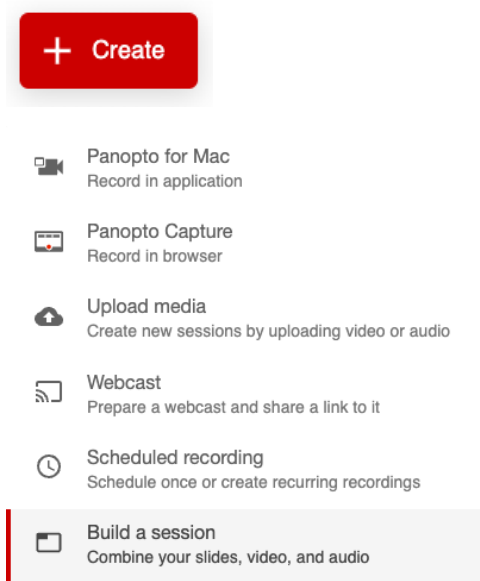 Create
Panopto for Mac
Record in application
Panopto Capture
Record in browser
Upload media
Create new sessions by uploading video or audio
Webcast
Prepare a webcast and share a link to it
Scheduled recording
Schedule once or create recurring recordings
Build a session
Combine your slides, video, and audio